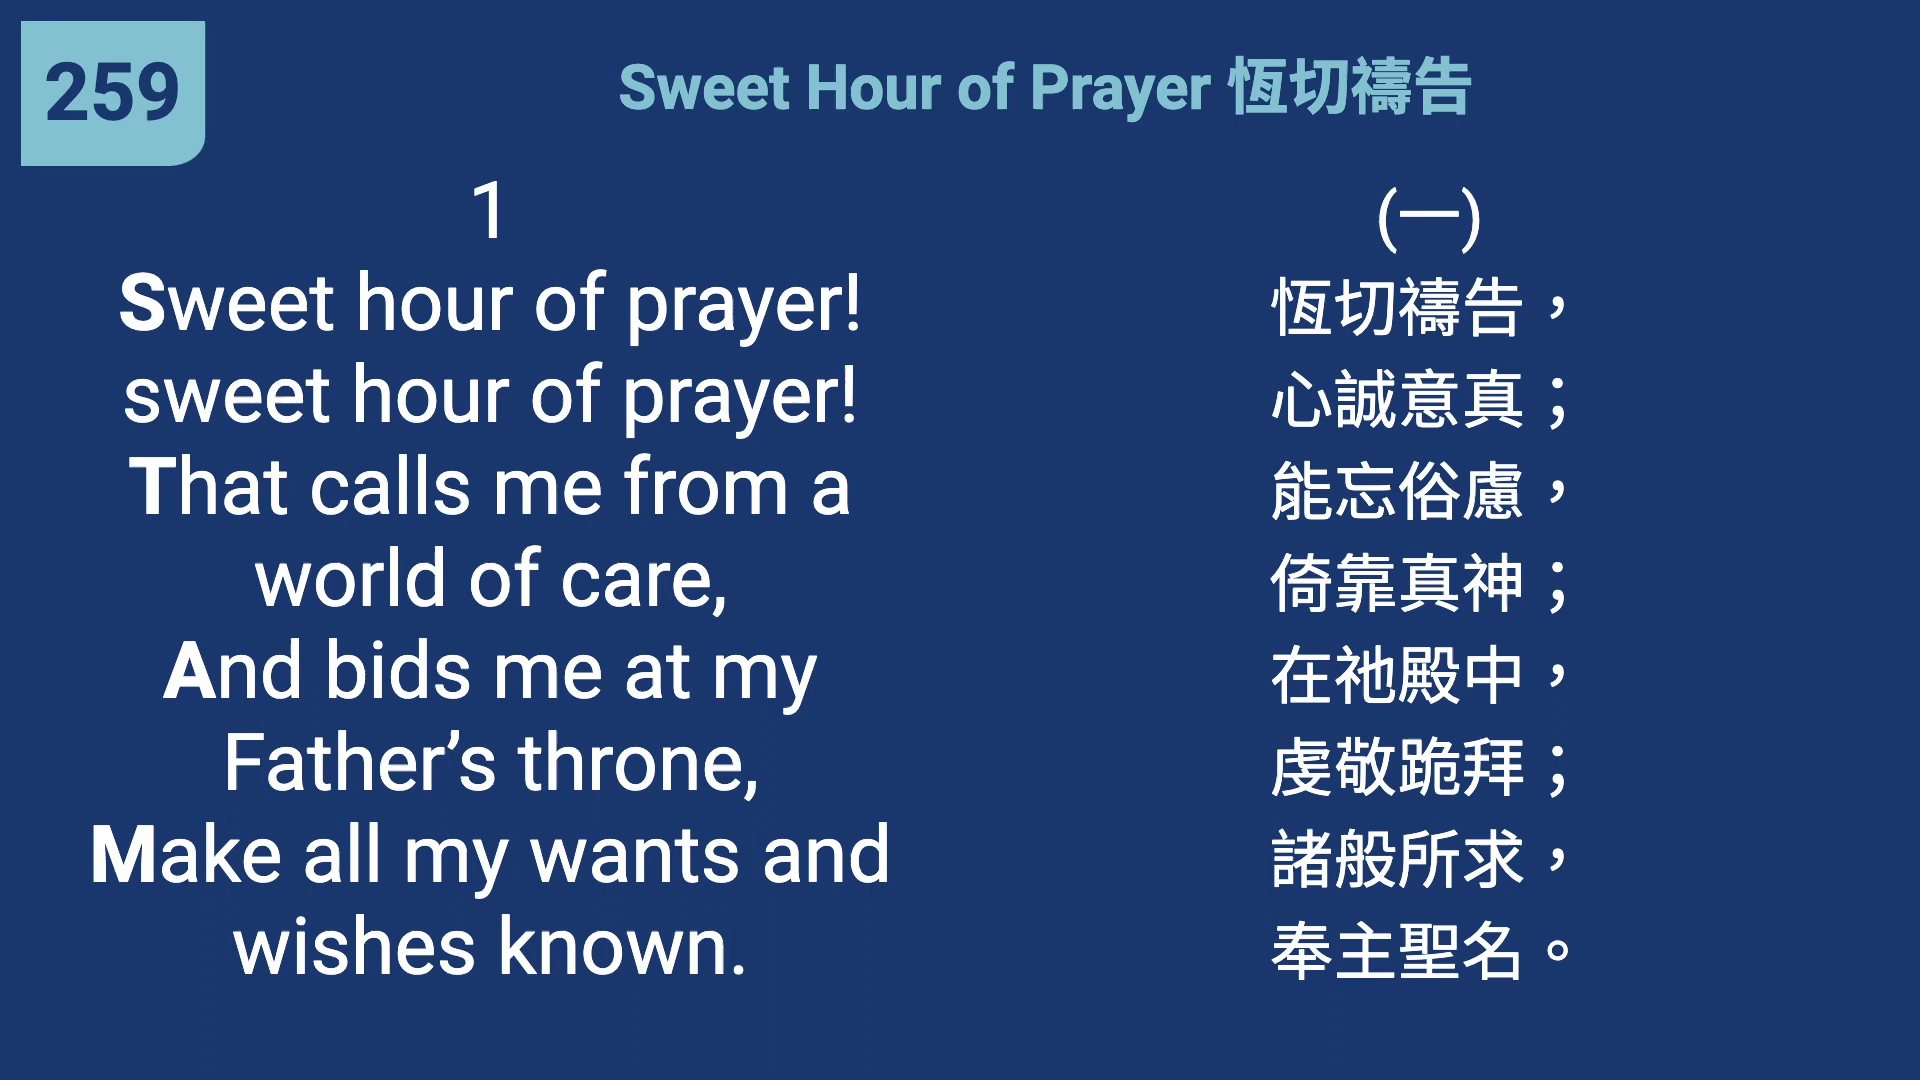 259
Sweet Hour of Prayer 恆切禱告
1
Sweet hour of prayer!
sweet hour of prayer!
That calls me from a
world of care,
And bids me at my
Father’s throne,
Make all my wants and
wishes known.
(一)
恆切禱告，
心誠意真；
能忘俗慮，
倚靠真神；
在祂殿中，
虔敬跪拜；
諸般所求，
奉主聖名。